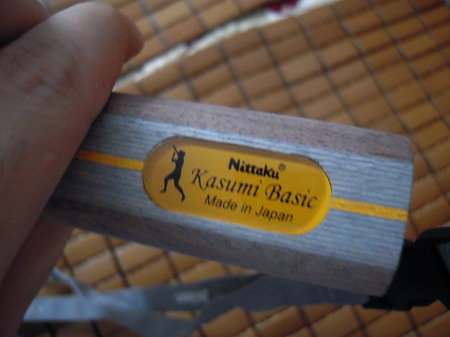 Nittaku®
Kasumi Basic
Made in Japan